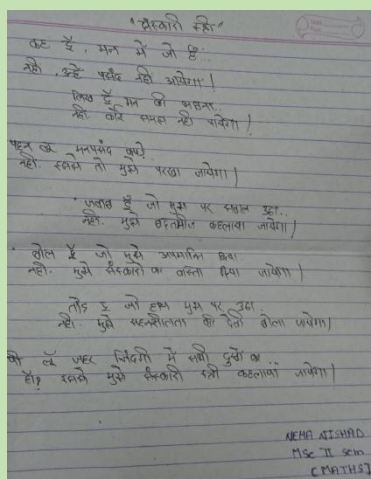 "संस्कारी स्त्री"
कह दूँ, मन में जो है...
नहीं, उन्हें पसंद नहीं आयेगा!
लिख दूँ मन की
नहीं कोई समझ नहीं पायेगा!
पहन लूँ मनपसंद कपड़े
नहीं, इससे तो मुझे परखा जायेगा!
जवाब दूँ जो मुझ पर सवाल उठा..
नहीं, मुझे बदतमीज कहलाया जायेगा!
बोल दूँ जो मुझे अपमानित किया
नहीं, मुझे संस्कारों का वास्ता दिया जायेगा!
तोड़ दूँ जो हाथ मुझ पर उठा
नहीं, मुझे सहनशीलता की देवी बोला जायेगा!
पी लूँ जहर जिंदगी में सभी दुखों का...
हाँ? इससे मुझे संस्कारी स्त्री कहलाया जायेगा!
NEHA NISHAD
MSc II Sem
[MATHS]